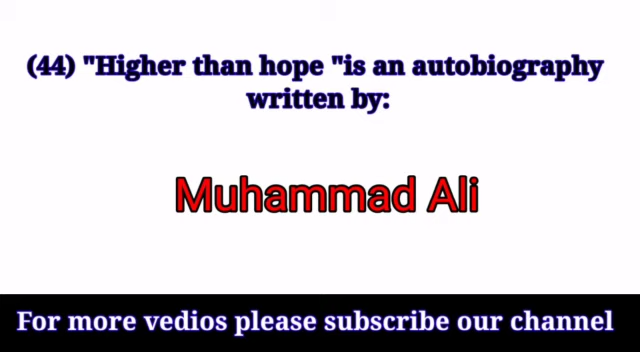 (44) "Higher than hope "is an autobiography
written by:
Muhammad Ali
For more vedios please subscribe our channel